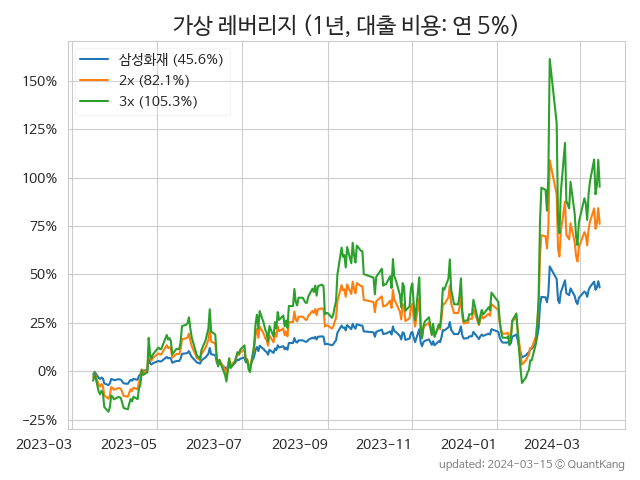 가상 레버리지 (1년, 대출 비용: 연 5%)
삼성화재 (45.6%)
2x (82.1%)
3x (105.3%)
150%
125%
100%
75%
50%
25%
0%
−25%
2023-03 2023-05 2023-07 2023-09 2023-11 2024-01 2024-03
updated: 2024-03-15 ⓒ QuantKang